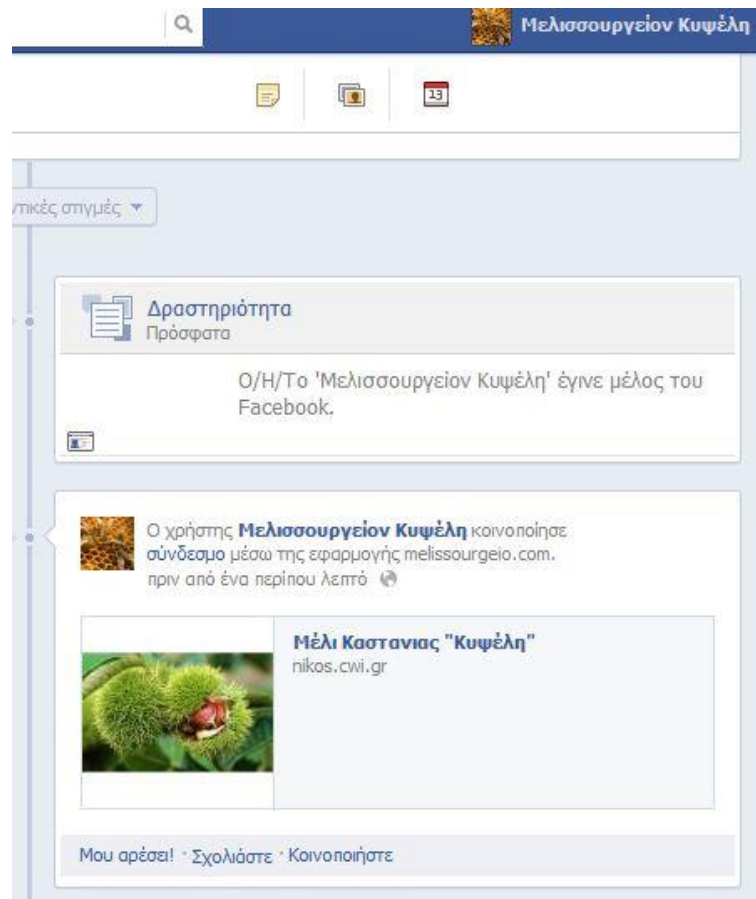 Μελισσουργείον Κυψέλη
13
στιγμές
Δραστηριότητα
Πρόσφατα
Ο/Η/Το 'Μελισσουργείον Κυψέλη' έγινε μέλος του
Facebook.
Ο χρήστης Μελισσουργείον Κυψέλη κοινοποίησε
σύνδεσμο μέσω της εφαρμογής melissourgeio.com.
πριν από ένα περίπου λεπτό
Μέλι Καστανιας "Κυψέλη"
nikos.cwi.gr
Μου αρέσει! · Σχολιάστε · Κοινοποιήστε